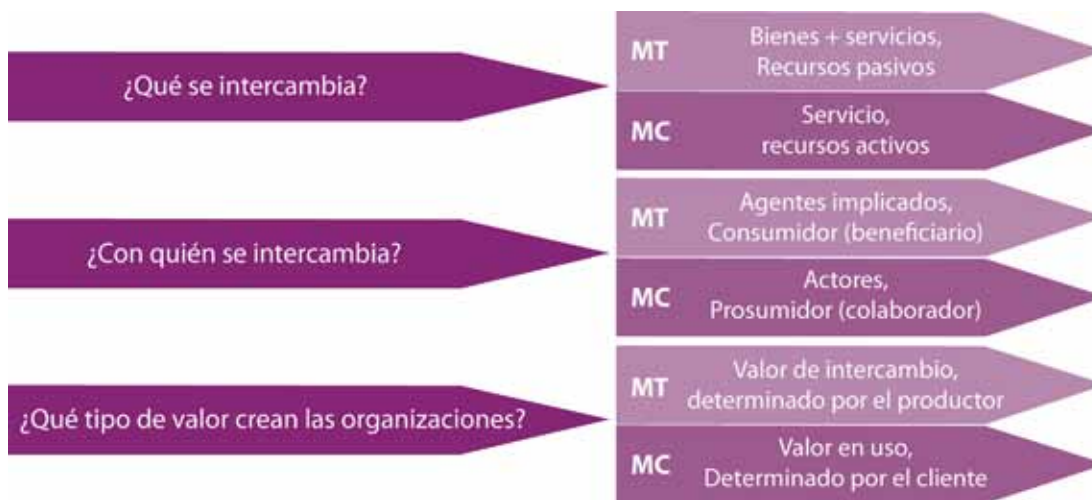 ¿Qué se intercambia?
MT
Bienes + servicios,
Recursos pasivos
MC
Servicio,
recursos activos
¿Con quién se intercambia?
MT
Agentes implicados,
Consumidor (beneficiario)
MC
Actores,
Prosumidor (colaborador)
¿Qué tipo de valor crean las organizaciones?
MT
Valor de intercambio,
determinado por el productor
MC
Valor en uso,
Determinado por el cliente